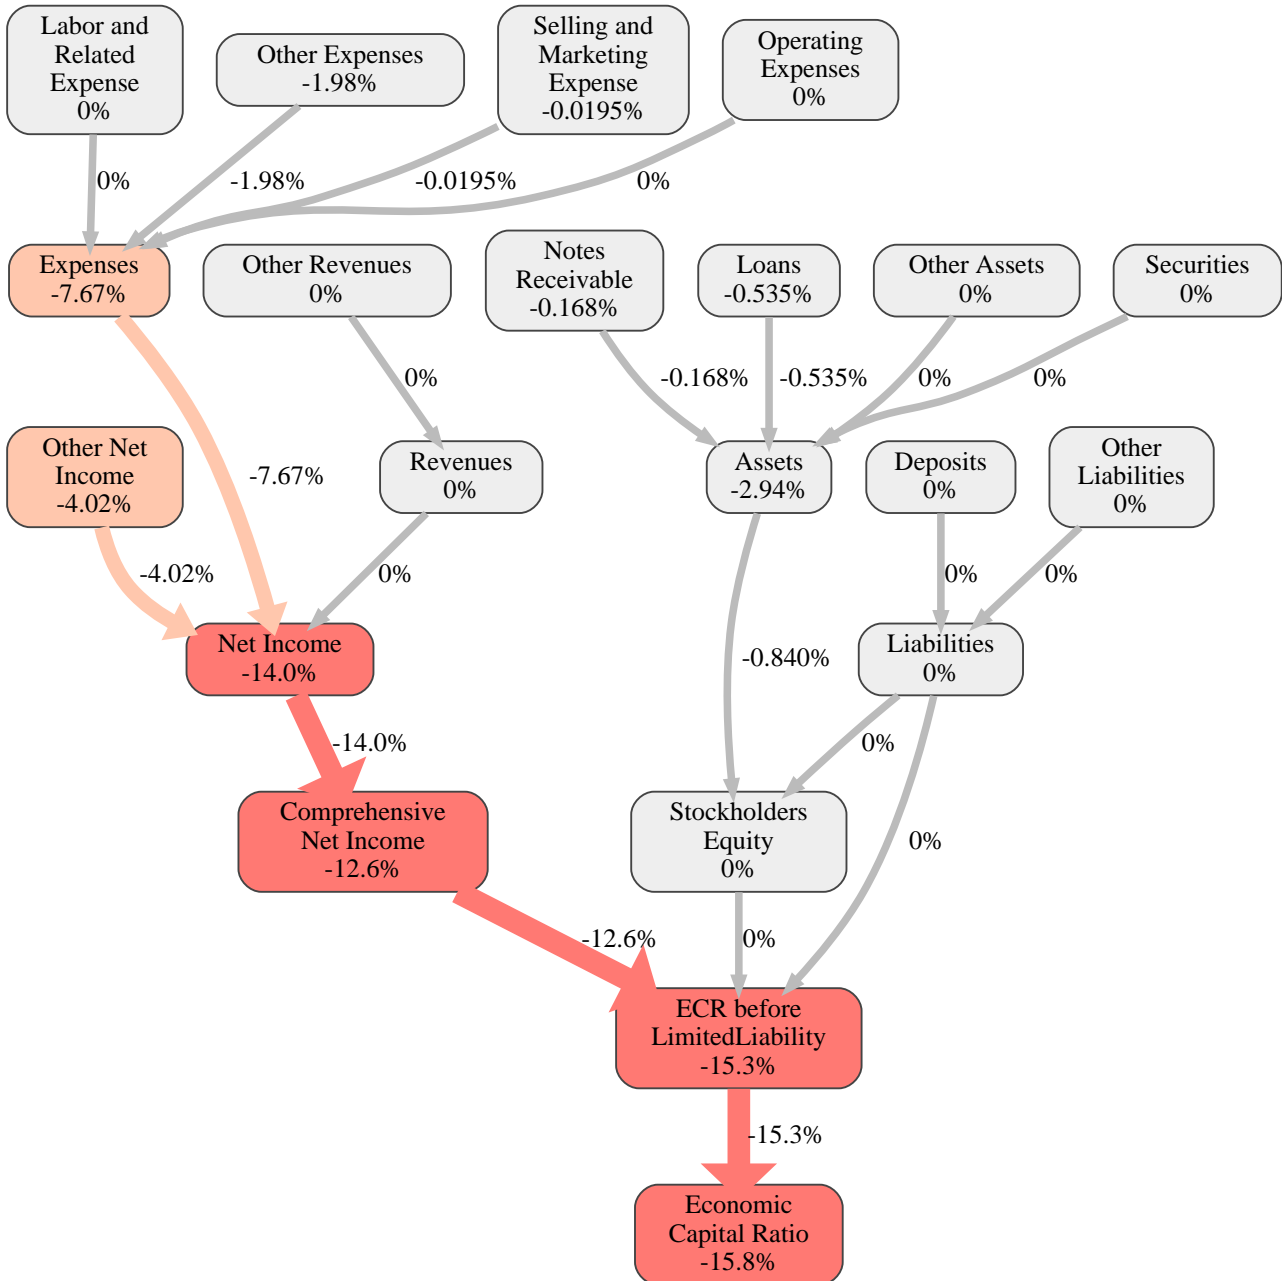 Labor and
Related
Expense
0%
Other Expenses
-1.98%
Selling and
Marketing
Expense
-0.0195%
Operating
Expenses
0%
0%
-1.98%
-0.0195%
0%
Expenses
-7.67%
Other Revenues
0%
Notes
Receivable
-0.168%
Loans
-0.535%
Other Assets
0%
Securities
0%
0%
-0.168%
-0.535%
0%
0%
Other Net
Income
-4.02%
-7.67%
Revenues
0%
Assets
-2.94%
Deposits
0%
Other
Liabilities
0%
-4.02%
0%
0%
0%
Net Income
-14.0%
-0.840%
Liabilities
0%
-14.0%
0%
Comprehensive
Net Income
-12.6%
Stockholders
Equity
0%
0%
-12.6%
0%
ECR before
LimitedLiability
-15.3%
-15.3%
Economic
Capital Ratio
-15.8%